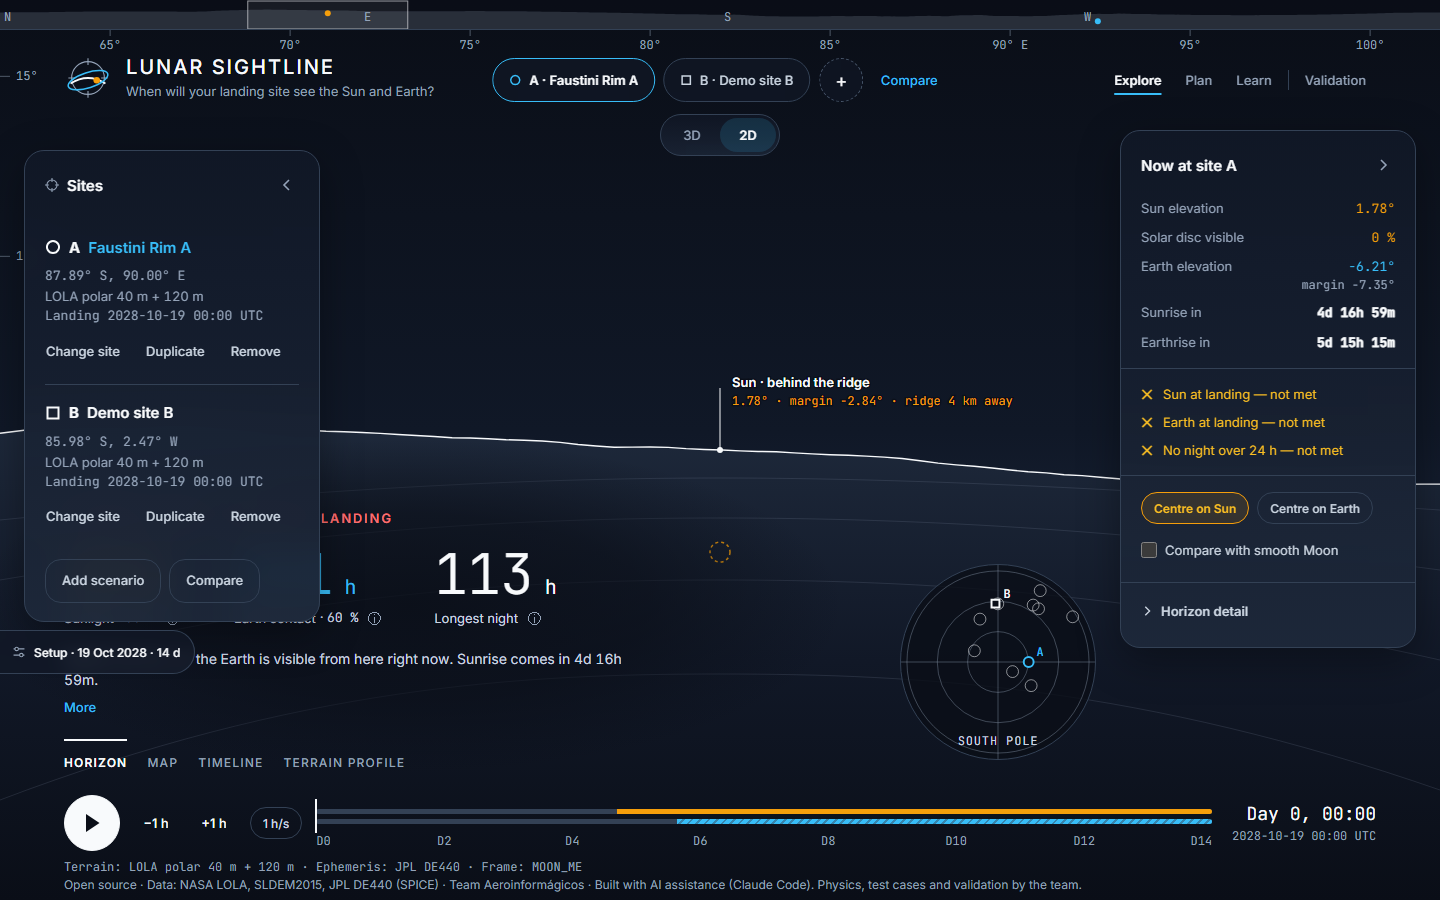 N E S W
65° 70° 75° 80° 85° 90° E 95° 100°
15°
LUNAR SIGHTLINE
When will your landing site see the Sun and Earth?
A · Faustini Rim A
B · Demo site B
+
Compare
Explore Plan Learn Validation
3D 2D
Sites
A Faustini Rim A
87.89° S, 90.00° E
LOLA polar 40 m + 120 m
Landing 2028-10-19 00:00 UTC
Change site Duplicate Remove
B Demo site B
85.98° S, 2.47° W
LOLA polar 40 m + 120 m
Landing 2028-10-19 00:00 UTC
Change site Duplicate Remove
Add scenario Compare
Setup · 19 Oct 2028 · 14 d
Now at site A
Sun elevation 1.78°
Solar disc visible 0 %
Earth elevation -6.21°
margin -7.35°
Sunrise in 4d 16h 59m
Earthrise in 5d 15h 15m
Sun at landing — not met
Earth at landing — not met
No night over 24 h — not met
Centre on Sun Centre on Earth
Compare with smooth Moon
Horizon detail
Sun · behind the ridge
1.78° · margin -2.84° · ridge 4 km away
LANDING
h 113 h
· 60 % Longest night
the Earth is visible from here right now. Sunrise comes in 4d 16h
59m.
More
B
A
SOUTH POLE
HORIZON MAP TIMELINE TERRAIN PROFILE
−1 h +1 h 1 h/s
D0 D2 D4 D6 D8 D10 D12 D14
Day 0, 00:00
2028-10-19 00:00 UTC
Terrain: LOLA polar 40 m + 120 m · Ephemeris: JPL DE440 · Frame: MOON_ME
Open source · Data: NASA LOLA, SLDEM2015, JPL DE440 (SPICE) · Team Aeroinformágicos · Built with AI assistance (Claude Code). Physics, test cases and validation by the team.